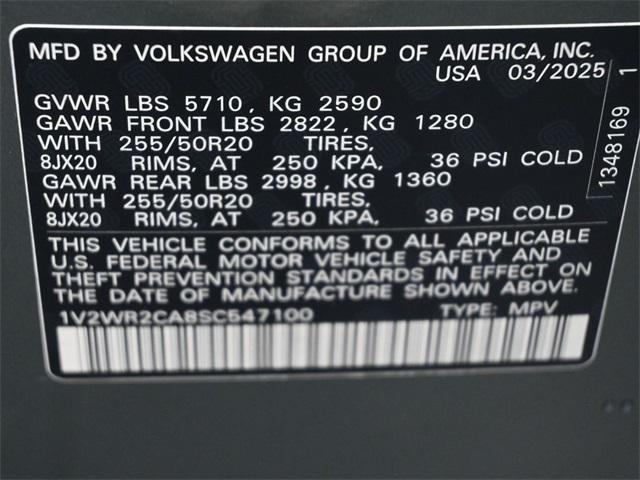 MFD BY VOLKSWAGEN GROUP OF AMERICA, INC.
USA 03/2025
GVWR LBS 5710, KG 2590
GAWR FRONT LBS 2822, KG 1280
WITH 255/50R20 TIRES,
8JX20 RIMS, AT 250 KPA, 36 PSI COLD
GAWR REAR LBS 2998, KG 1360
WITH 255/50R20 TIRES,
8JX20 RIMS, AT 250 KPA, 36 PSI COLD
THIS VEHICLE CONFORMS TO ALL APPLICABLE
U.S. FEDERAL MOTOR VEHICLE SAFETY AND
THEFT PREVENTION STANDARDS IN EFFECT ON
THE DATE OF MANUFACTURE SHOWN ABOVE.
1V2WR2CA8SC547100 TYPE: MPV
1348169 1